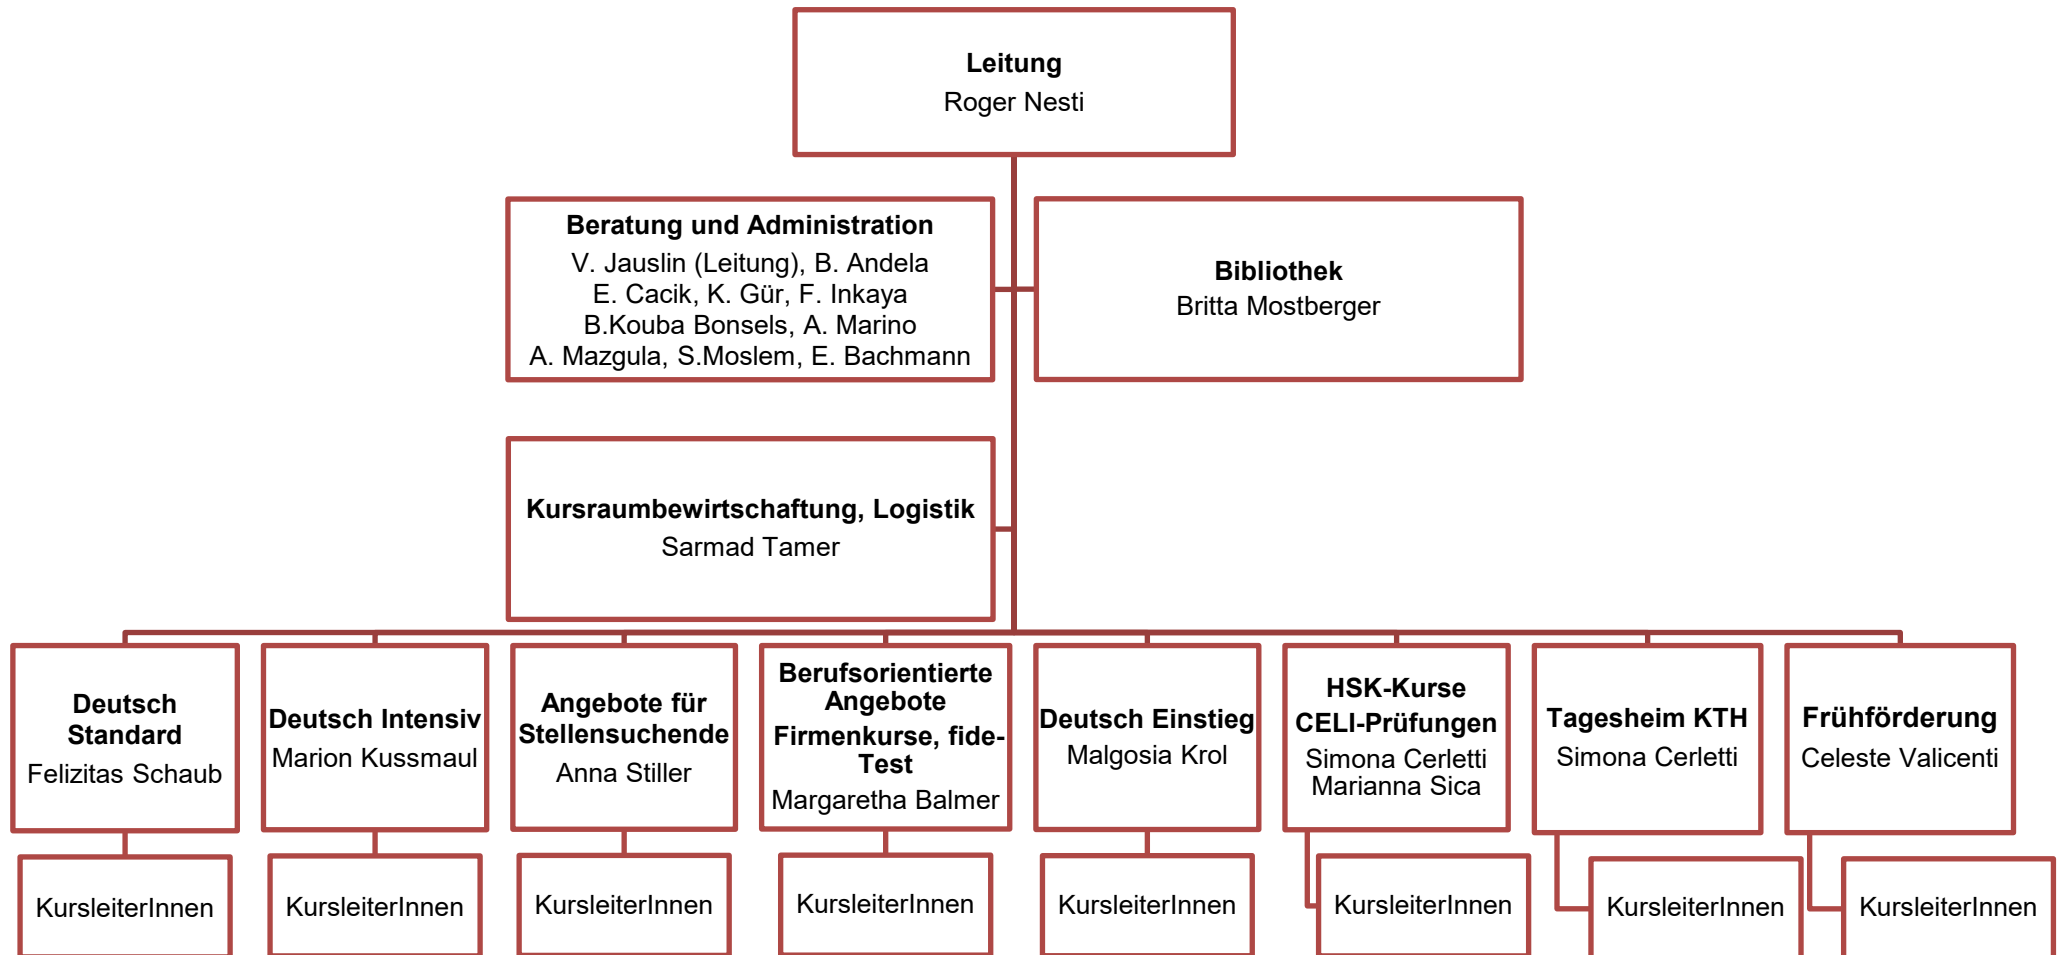 Leitung
Roger Nesti
Beratung und Administration
V. Jauslin (Leitung), B. Andela
E. Cacik, K. Gür, F. Inkaya
B.Kouba Bonsels, A. Marino
A. Mazgula, S.Moslem, E. Bachmann
Bibliothek
Britta Mostberger
Kursraumbewirtschaftung, Logistik
Sarmad Tamer
Deutsch
Standard
Felizitas Schaub
Deutsch Intensiv
Marion Kussmaul
Angebote für
Stellensuchende
Anna Stiller
Berufsorientierte
Angebote
Firmenkurse, fide-
Test
Margaretha Balmer
Deutsch Einstieg
Malgosia Krol
HSK-Kurse
CELI-Prüfungen
Simona Cerletti
Marianna Sica
Tagesheim KTH
Simona Cerletti
Frühförderung
Celeste Valicenti
KursleiterInnen
KursleiterInnen
KursleiterInnen
KursleiterInnen
KursleiterInnen
KursleiterInnen
KursleiterInnen
KursleiterInnen